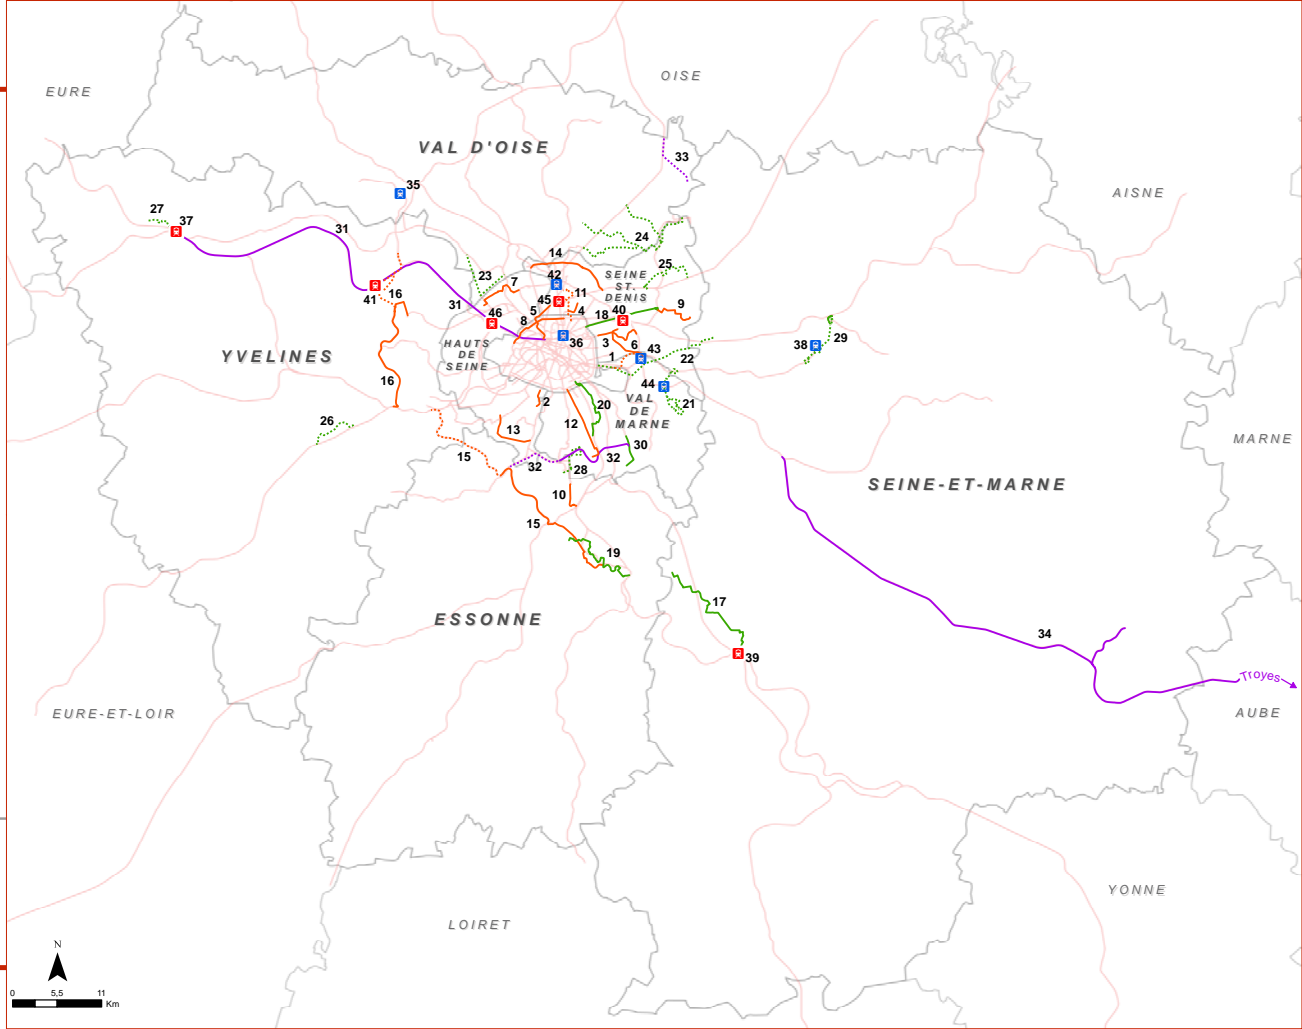 OISE
EURE
VAL D'OISE
33
35
AISNE
27
37
31
24
14
25
23
42
SEINE
ST.
DENIS
7
41
16
31
45
11
5
4
46
18
40
9
8
36
3
6
43
1
22
38
29
HAUTS
DE
SEINE
YVELINES
44
16
VAL
DE
MARNE
21
2
20
26
12
13
30
MARNE
15
32
32
28
SEINE-ET-MARNE
10
15
19
17
ESSONNE
34
39
Troyes
EURE-ET-LOIR
AUBE
YONNE
LOIRET
N
0 5,5 11
Km